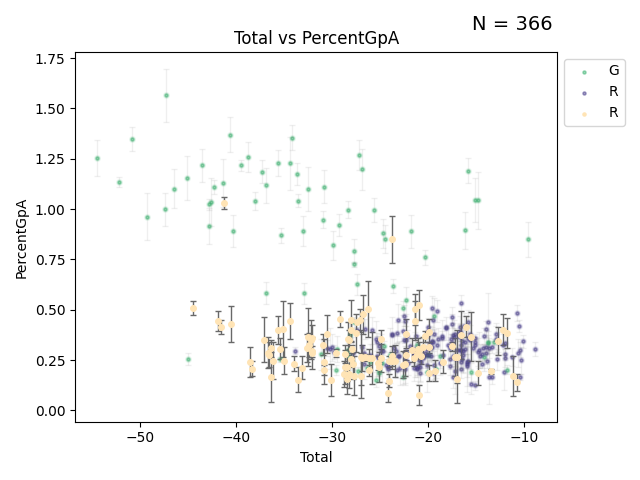 N = 366
Total vs PercentGpA
G
R
R
PercentGpA
1.75
1.50
1.25
1.00
0.75
0.50
0.25
0.00
−50 −40 −30 −20 −10
Total